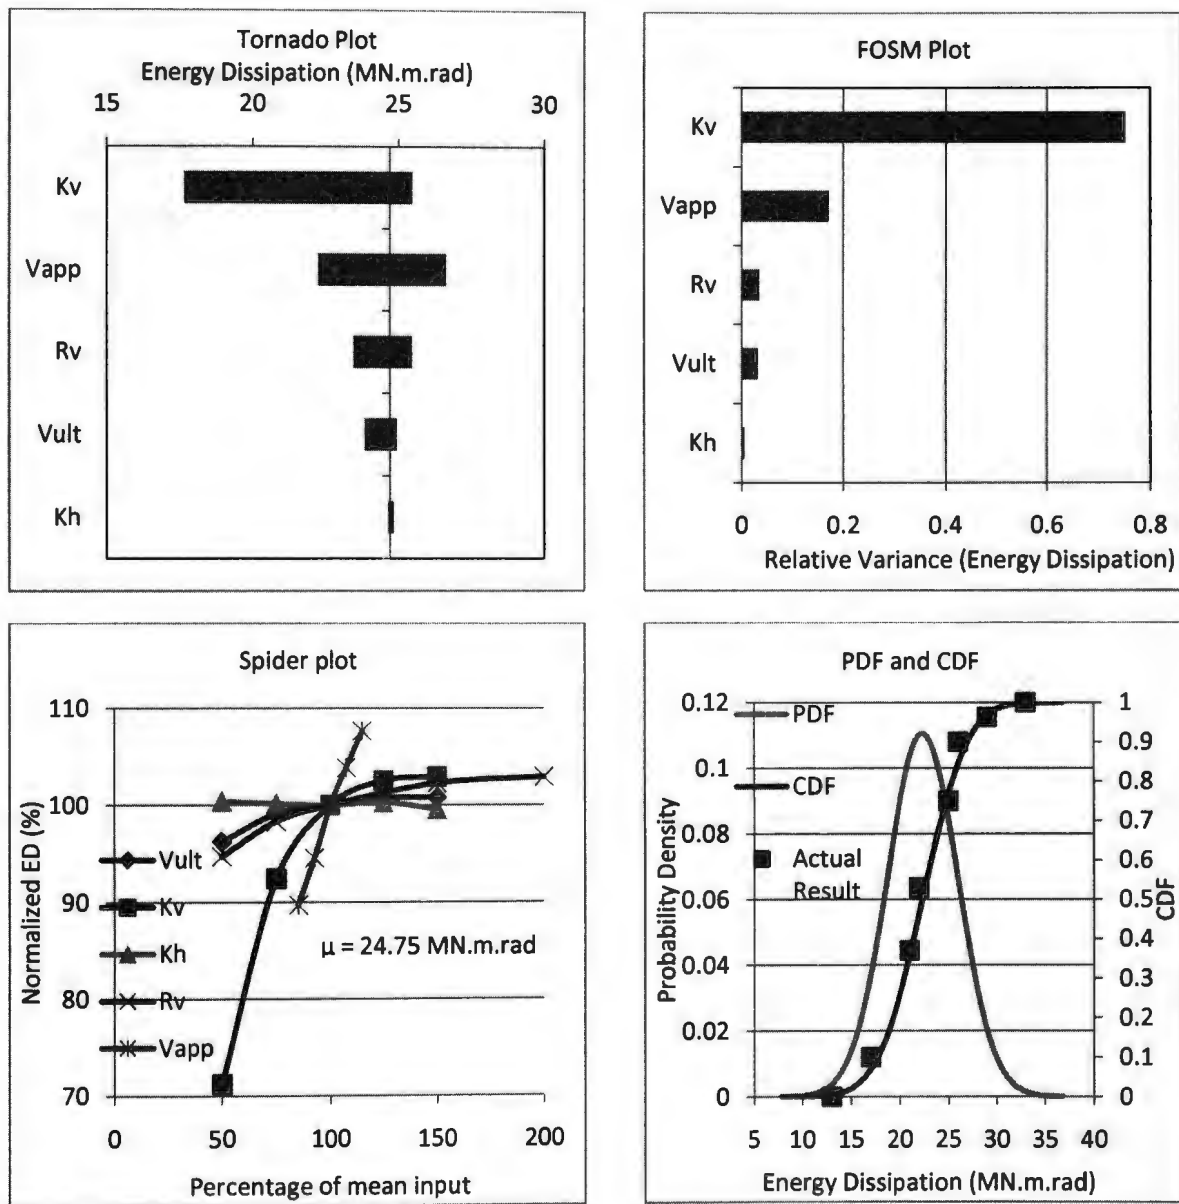 Tornado Plot
Energy Dissipation (MN.m.rad)
15 20 25 30
Kv
Vapp
Rv
Vult
Kh
FOSM Plot
Kv
Vapp
Rv
Vult
Kh
0 0.2 0.4 0.6 0.8
Relative Variance (Energy Dissipation)
Spider plot
Normalized ED (%)
110
100
90
80
70
Vult
Kv
Kh
Rv
Vapp
μ = 24.75 MN.m.rad
0 50 100 150 200
Percentage of mean input
PDF and CDF
Probability Density
0.12
0.1
0.08
0.06
0.04
0.02
0
PDF
CDF
Actual
Result
1
0.9
0.8
0.7
0.6
0.5
0.4
0.3
0.2
0.1
0
CDF
5 10 15 20 25 30 35 40
Energy Dissipation (MN.m.rad)